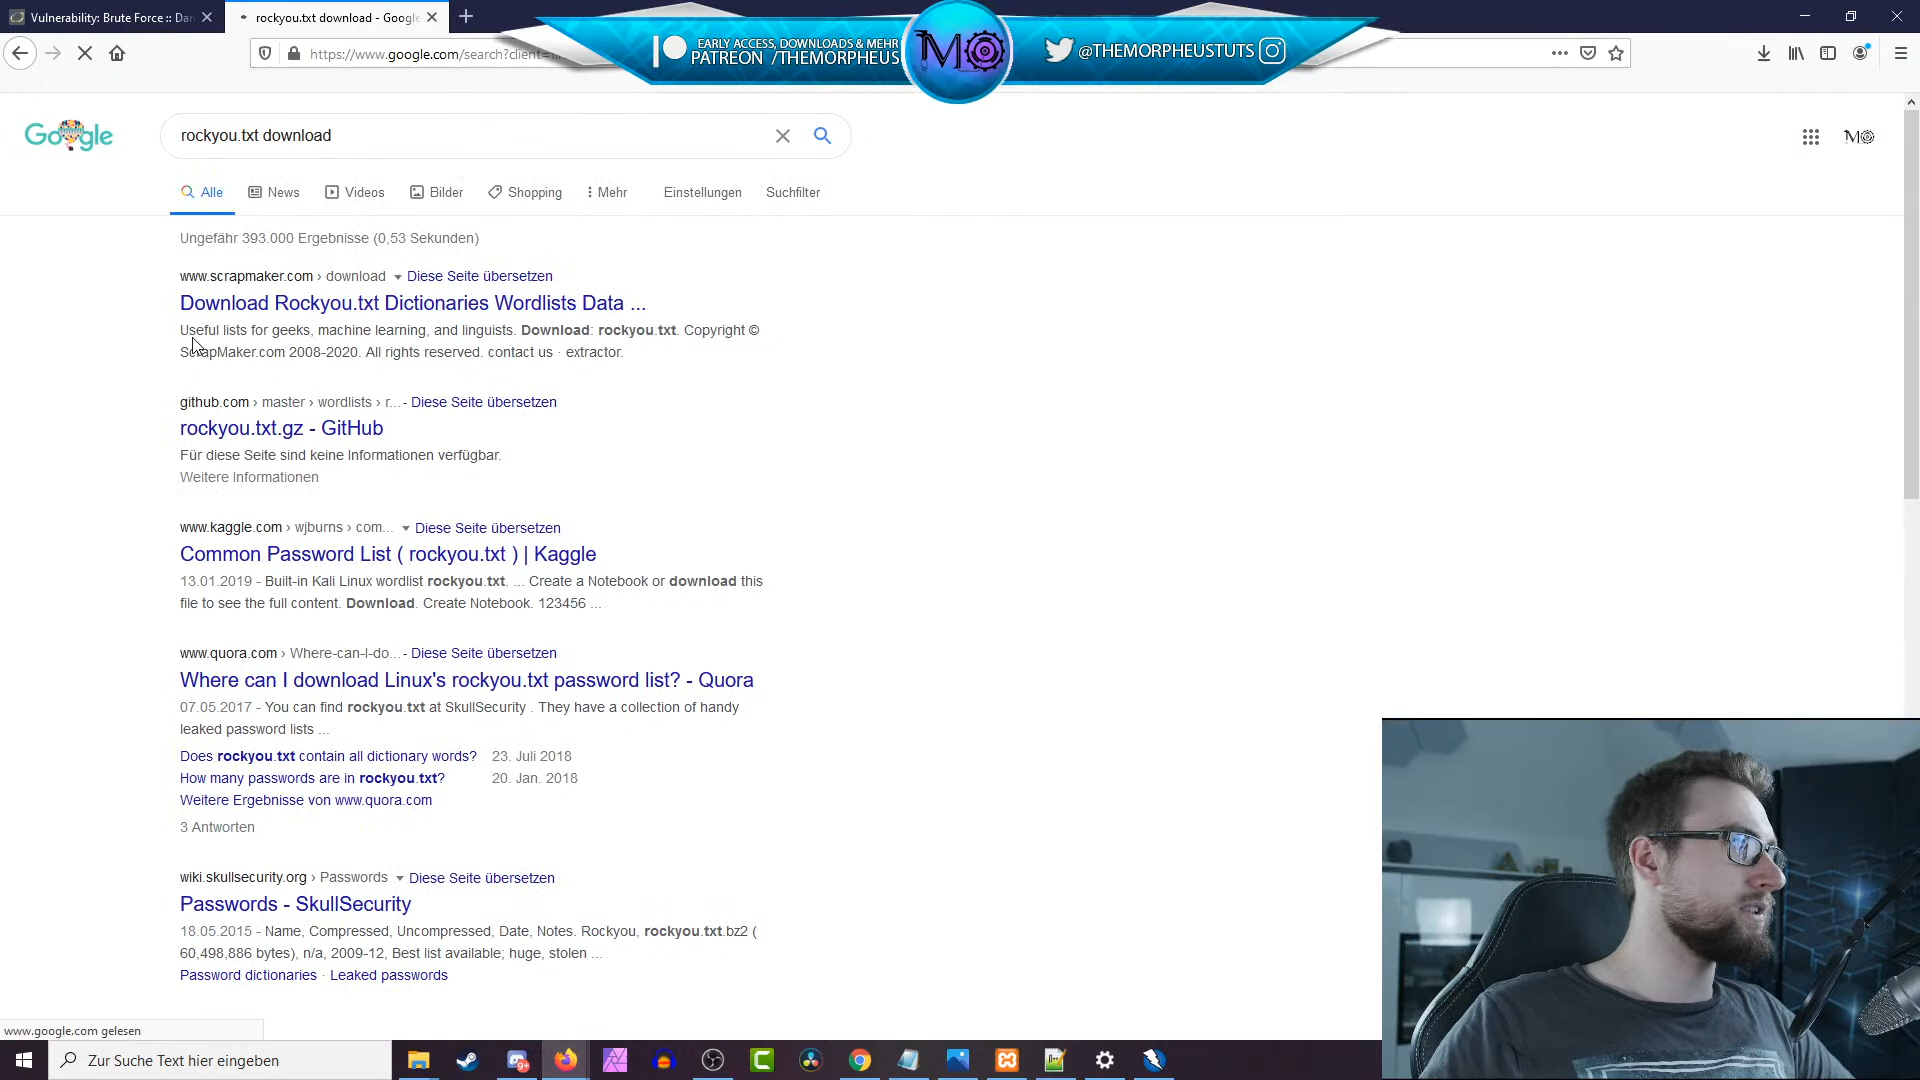 Vulnerability: Brute Force :: Dan
rockyou.txt download - Google
https://www.google.com/search?client=
EARLY ACCESS, DOWNLOADS & MEHR
PATREON /THEMORPHEUS
MO
@THEMORPHEUSTUTS
Google
rockyou.txt download
MO
Alle
News
Videos
Bilder
Shopping
Mehr
Einstellungen
Suchfilter
Ungefähr 393.000 Ergebnisse (0,53 Sekunden)
www.scrapmaker.com › download Diese Seite übersetzen
Download Rockyou.txt Dictionaries Wordlists Data ...
Useful lists for geeks, machine learning, and linguists. Download: rockyou.txt. Copyright ©
ScrapMaker.com 2008-2020. All rights reserved. contact us · extractor.
github.com › master › wordlists › r... - Diese Seite übersetzen
rockyou.txt.gz - GitHub
Für diese Seite sind keine Informationen verfügbar.
Weitere Informationen
www.kaggle.com › wjburns › com... Diese Seite übersetzen
Common Password List ( rockyou.txt ) | Kaggle
13.01.2019 - Built-in Kali Linux wordlist rockyou.txt. ... Create a Notebook or download this
file to see the full content. Download. Create Notebook. 123456 ...
www.quora.com › Where-can-I-do... - Diese Seite übersetzen
Where can I download Linux's rockyou.txt password list? - Quora
07.05.2017 - You can find rockyou.txt at SkullSecurity . They have a collection of handy
leaked password lists ...
Does rockyou.txt contain all dictionary words? 23. Juli 2018
How many passwords are in rockyou.txt? 20. Jan. 2018
Weitere Ergebnisse von www.quora.com
3 Antworten
wiki.skullsecurity.org › Passwords Diese Seite übersetzen
Passwords - SkullSecurity
18.05.2015 - Name, Compressed, Uncompressed, Date, Notes. Rockyou, rockyou.txt.bz2 (
60,498,886 bytes), n/a, 2009-12, Best list available; huge, stolen ...
Password dictionaries · Leaked passwords
www.google.com gelesen
Zur Suche Text hier eingeben
9+